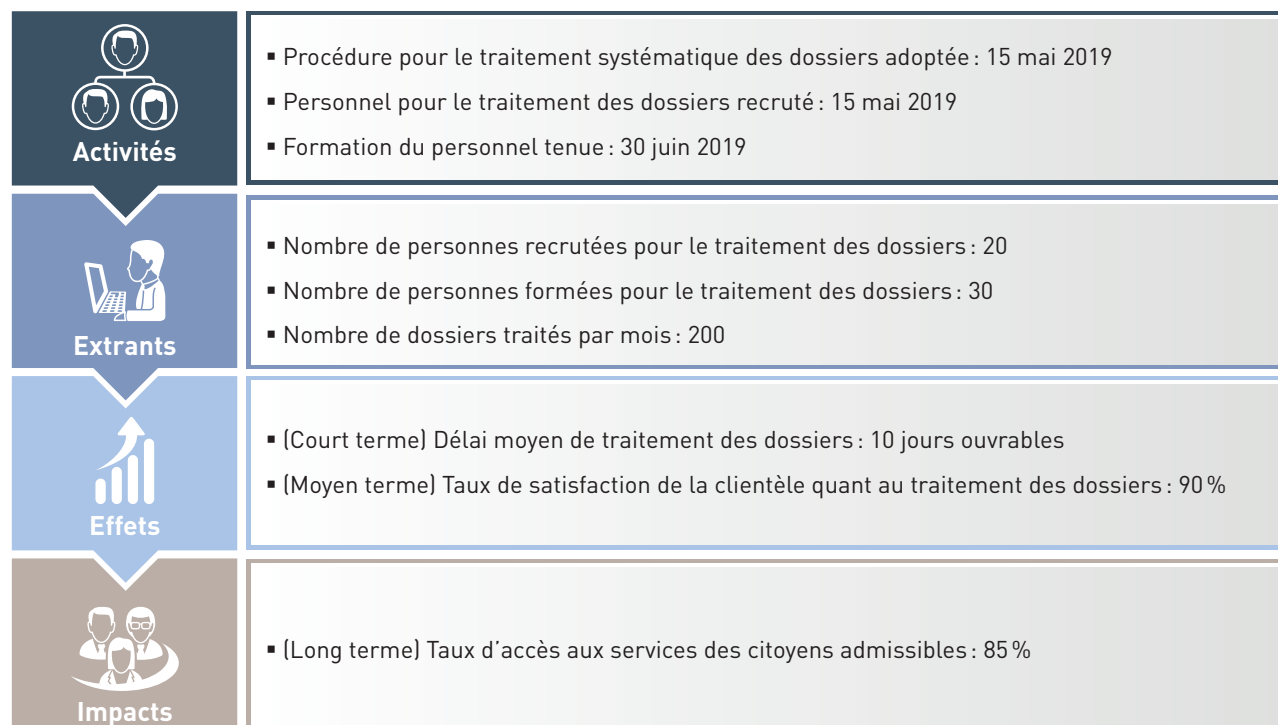 Activités
▪ Procédure pour le traitement systématique des dossiers adoptée : 15 mai 2019
▪ Personnel pour le traitement des dossiers recruté : 15 mai 2019
▪ Formation du personnel tenue : 30 juin 2019
Extrants
▪ Nombre de personnes recrutées pour le traitement des dossiers : 20
▪ Nombre de personnes formées pour le traitement des dossiers : 30
▪ Nombre de dossiers traités par mois : 200
Effets
▪ (Court terme) Délai moyen de traitement des dossiers : 10 jours ouvrables
▪ (Moyen terme) Taux de satisfaction de la clientèle quant au traitement des dossiers : 90 %
Impacts
▪ (Long terme) Taux d’accès aux services des citoyens admissibles : 85 %